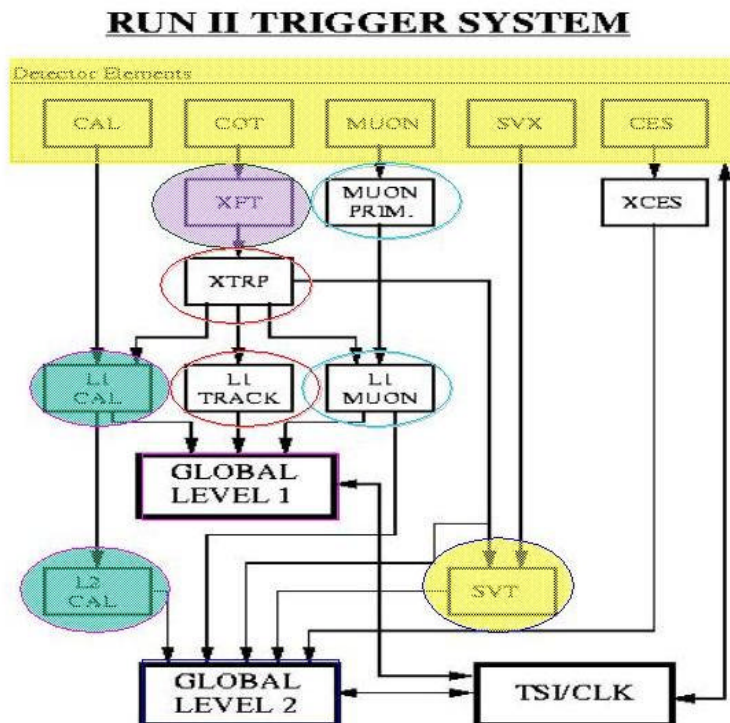 RUN II TRIGGER SYSTEM
Detector Elements
CAL
COT
MUON
SVX
CES
XFT
MUON
PRIM.
XCES
XTRP
L1
CAL
L1
TRACK
L1
MUON
GLOBAL
LEVEL 1
L2
CAL
SVT
GLOBAL
LEVEL 2
TSI/CLK